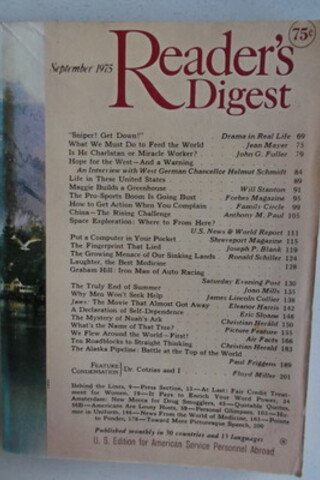 75¢
September 1975
Reader's
Digest
"Sniper! Get Down!" Drama in Real Life 69
What We Must Do to Feed the World Jean Mayer 75
Is He Charlatan or Miracle Worker? John G. Fuller 79
Hope for the West—And a Warning
An Interview with West German Chancellor Helmut Schmidt 84
Life in These United States 89
Maggie Builds a Greenhouse Will Stanton 91
The Pro-Sports Boom Is Going Bust Forbes Magazine 95
How to Get Action When You Complain Family Circle 99
China—The Rising Challenge Anthony M. Paul 105
Space Exploration: Where to From Here?
U.S. News & World Report 111
Put a Computer in Your Pocket Shreveport Magazine 115
The Fingerprint That Lied Joseph P. Blank 119
The Growing Menace of Our Sinking Lands Ronald Schiller 124
Laughter, the Best Medicine 128
Graham Hill: Iron Man of Auto Racing
Saturday Evening Post 130
The Truly End of Summer Joan Mills 135
Why Men Won't Seek Help James Lincoln Collier 138
Jaws: The Movie That Almost Got Away Eleanor Harris 142
A Declaration of Self-Dependence Eric Sloane 148
The Mystery of Noah's Ark Christian Herald 150
What's the Name of That Tree? Picture Feature 155
We Flew Around the World—First! Air Facts 166
Ten Roadblocks to Straight Thinking Christian Herald 183
The Alaska Pipeline: Battle at the Top of the World
Paul Friggens 189
Feature
Condensation
Dr. Cotzias and I Floyd Miller 201
Behind the Lines, 9—Press Section, 15—At Last: Fair Credit Treatment
for Women, 19—It Pays to Enrich Your Word Power, 24
Amsterdam: New Mecca for Drug Smugglers, 45—Quotable Quotes,
—Americans Are Lousy Hosts, 58—Personal Glimpses, —Humor
in Uniform, —News From the World of Medicine, —Points
to Ponder, 178—Toward More Picturesque Speech, 200
Published monthly in 30 countries and 13 languages
U. S. Edition for American Service Personnel Abroad